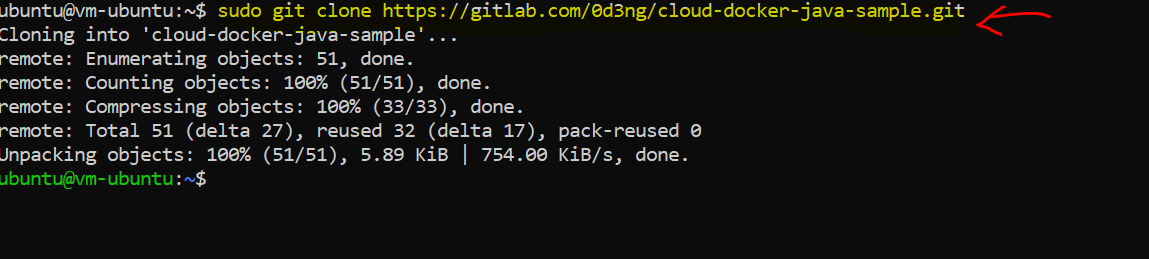 ubuntu@vm-ubuntu:~$ sudo git clone https://gitlab.com/0d3ng/cloud-docker-java-sample.git
Cloning into 'cloud-docker-java-sample'...
remote: Enumerating objects: 51, done.
remote: Counting objects: 100% (51/51), done.
remote: Compressing objects: 100% (33/33), done.
remote: Total 51 (delta 27), reused 32 (delta 17), pack-reused 0
Unpacking objects: 100% (51/51), 5.89 KiB | 754.00 KiB/s, done.
ubuntu@vm-ubuntu:~$